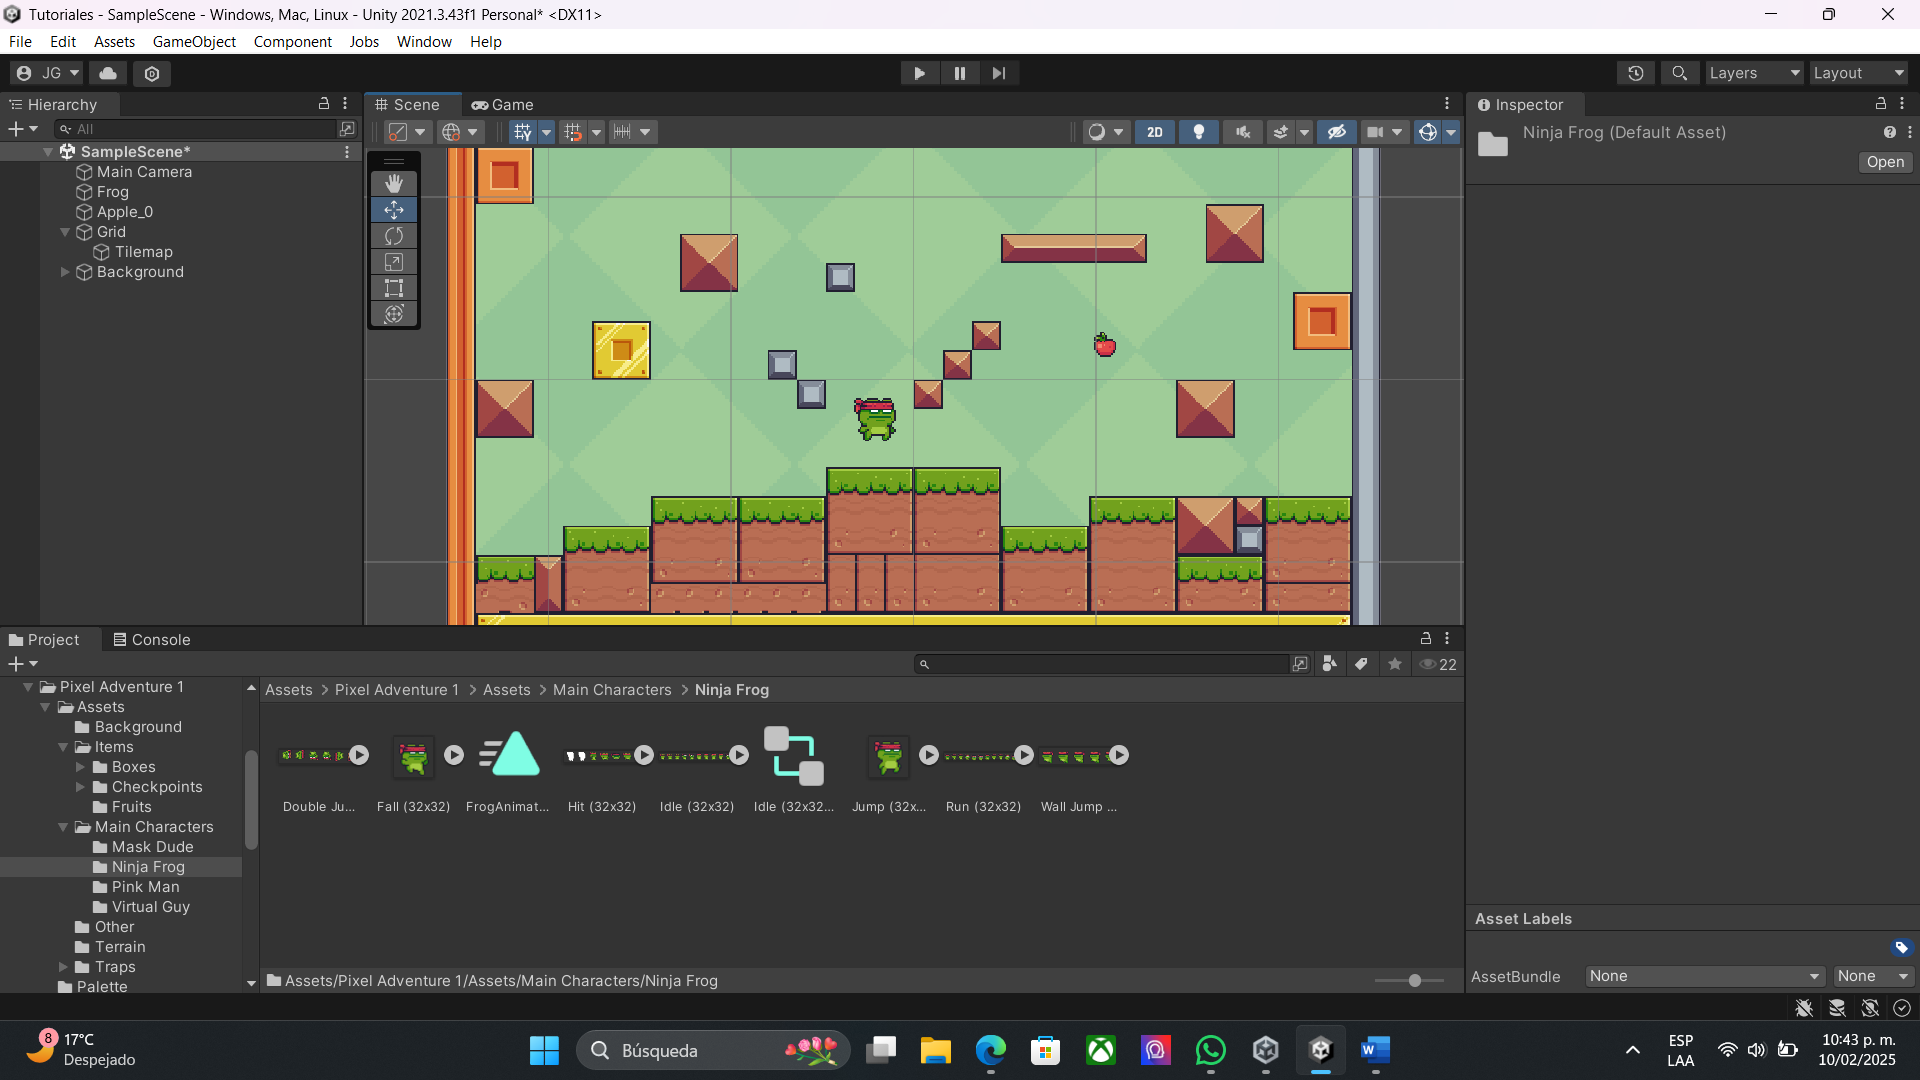 Tutoriales - SampleScene - Windows, Mac, Linux - Unity 2021.3.43f1 Personal* <DX11>
File Edit Assets GameObject Component Jobs Window Help
JG
Layers
Layout
Hierarchy
Scene
Game
Inspector
All
2D
Ninja Frog (Default Asset)
Open
SampleScene*
Main Camera
Frog
Apple_0
Grid
Tilemap
Background
Project
Console
22
Pixel Adventure 1
Assets
Background
Items
Boxes
Checkpoints
Fruits
Main Characters
Mask Dude
Ninja Frog
Pink Man
Virtual Guy
Other
Terrain
Traps
Palette
Assets > Pixel Adventure 1 > Assets > Main Characters > Ninja Frog
Double Ju...
Fall (32x32)
FrogAnimat...
Hit (32x32)
Idle (32x32)
Idle (32x32...
Jump (32x...
Run (32x32)
Wall Jump ...
Assets/Pixel Adventure 1/Assets/Main Characters/Ninja Frog
Asset Labels
AssetBundle
None
None
8
17°C
Despejado
Búsqueda
W
ESP
LAA
10:43 p. m.
10/02/2025